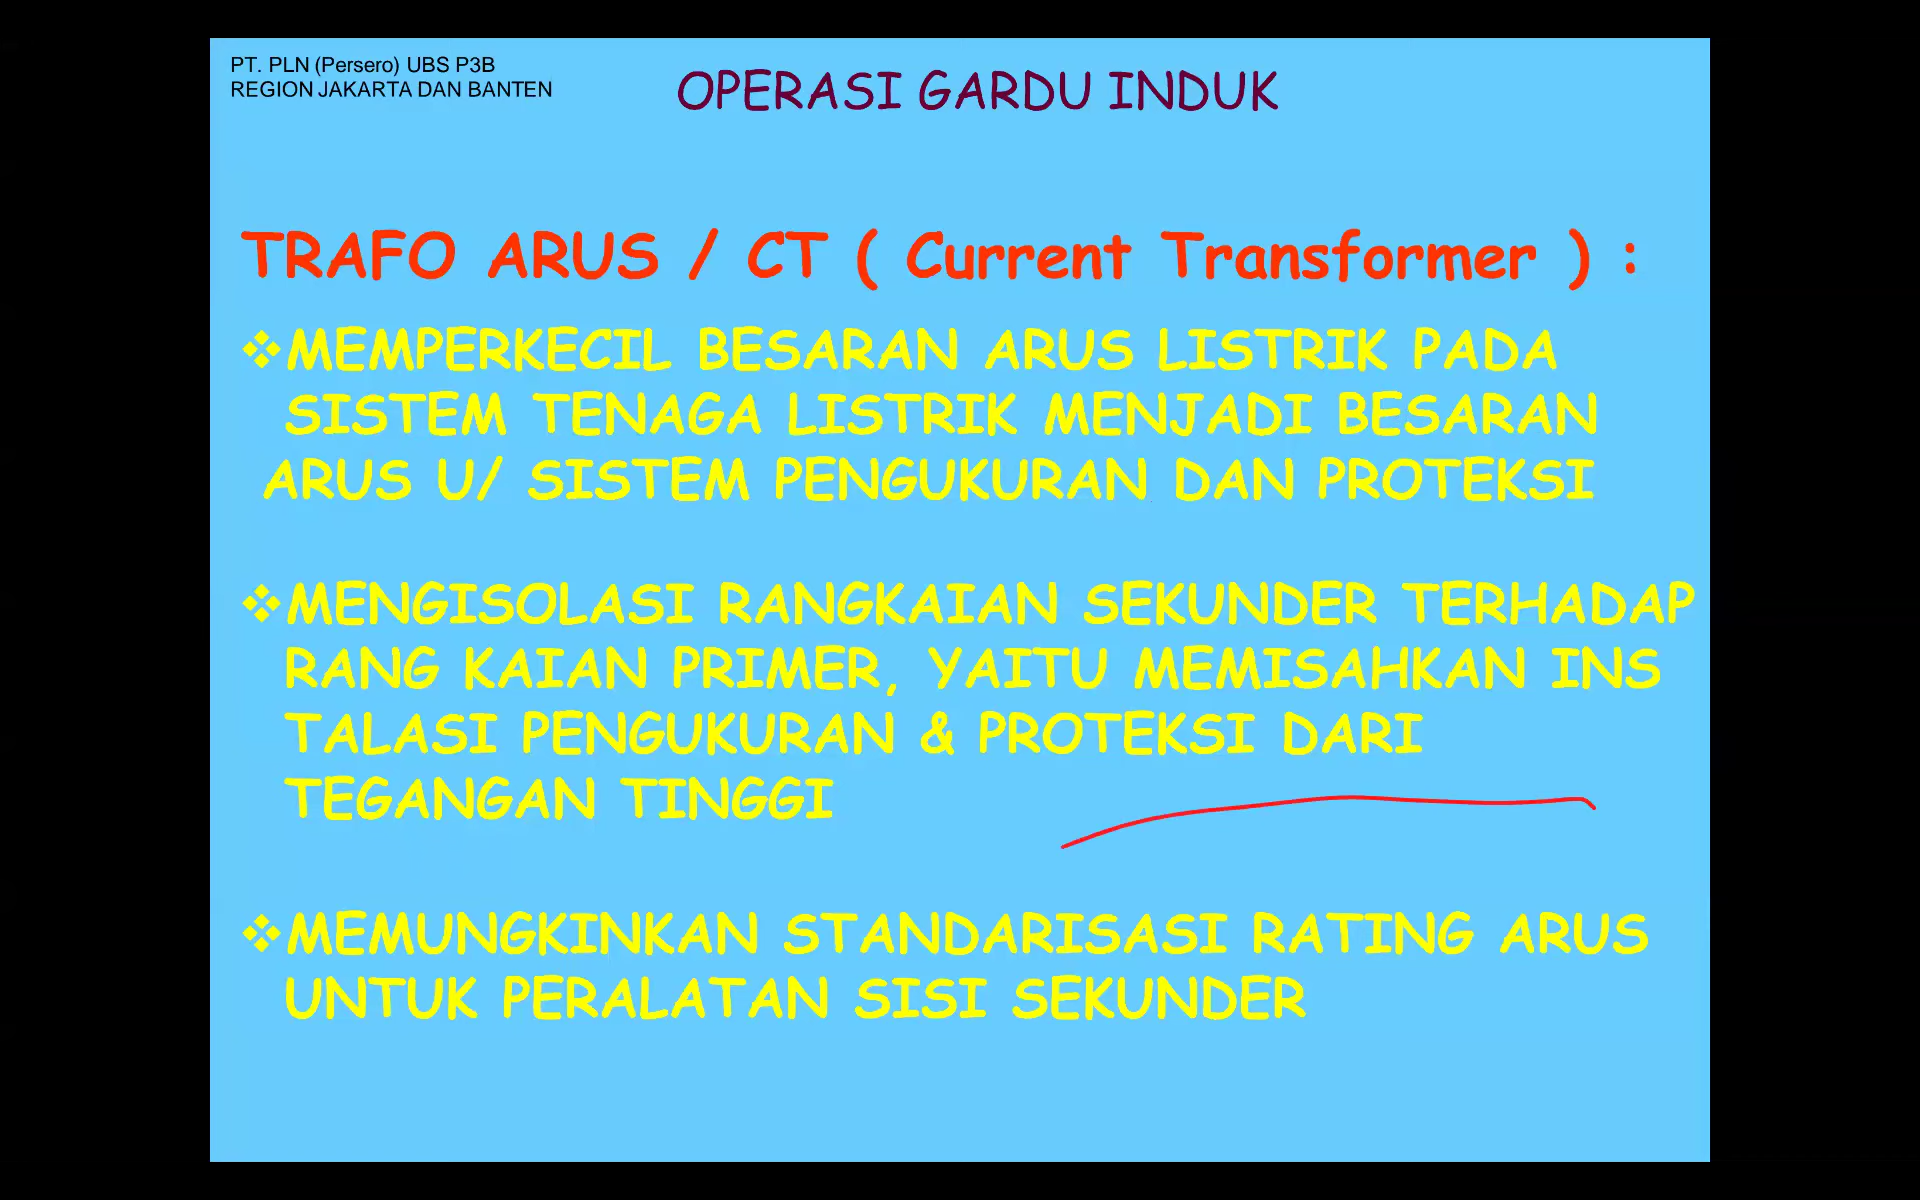 PT. PLN (Persero) UBS P3B
REGION JAKARTA DAN BANTEN
OPERASI GARDU INDUK
TRAFO ARUS / CT ( Current Transformer ) :
❖MEMPERKECIL BESARAN ARUS LISTRIK PADA
SISTEM TENAGA LISTRIK MENJADI BESARAN
ARUS U/ SISTEM PENGUKURAN DAN PROTEKSI
❖MENGISOLASI RANGKAIAN SEKUNDER TERHADAP
RANG KAIAN PRIMER, YAITU MEMISAHKAN INS
TALASI PENGUKURAN & PROTEKSI DARI
TEGANGAN TINGGI
❖MEMUNGKINKAN STANDARISASI RATING ARUS
UNTUK PERALATAN SISI SEKUNDER